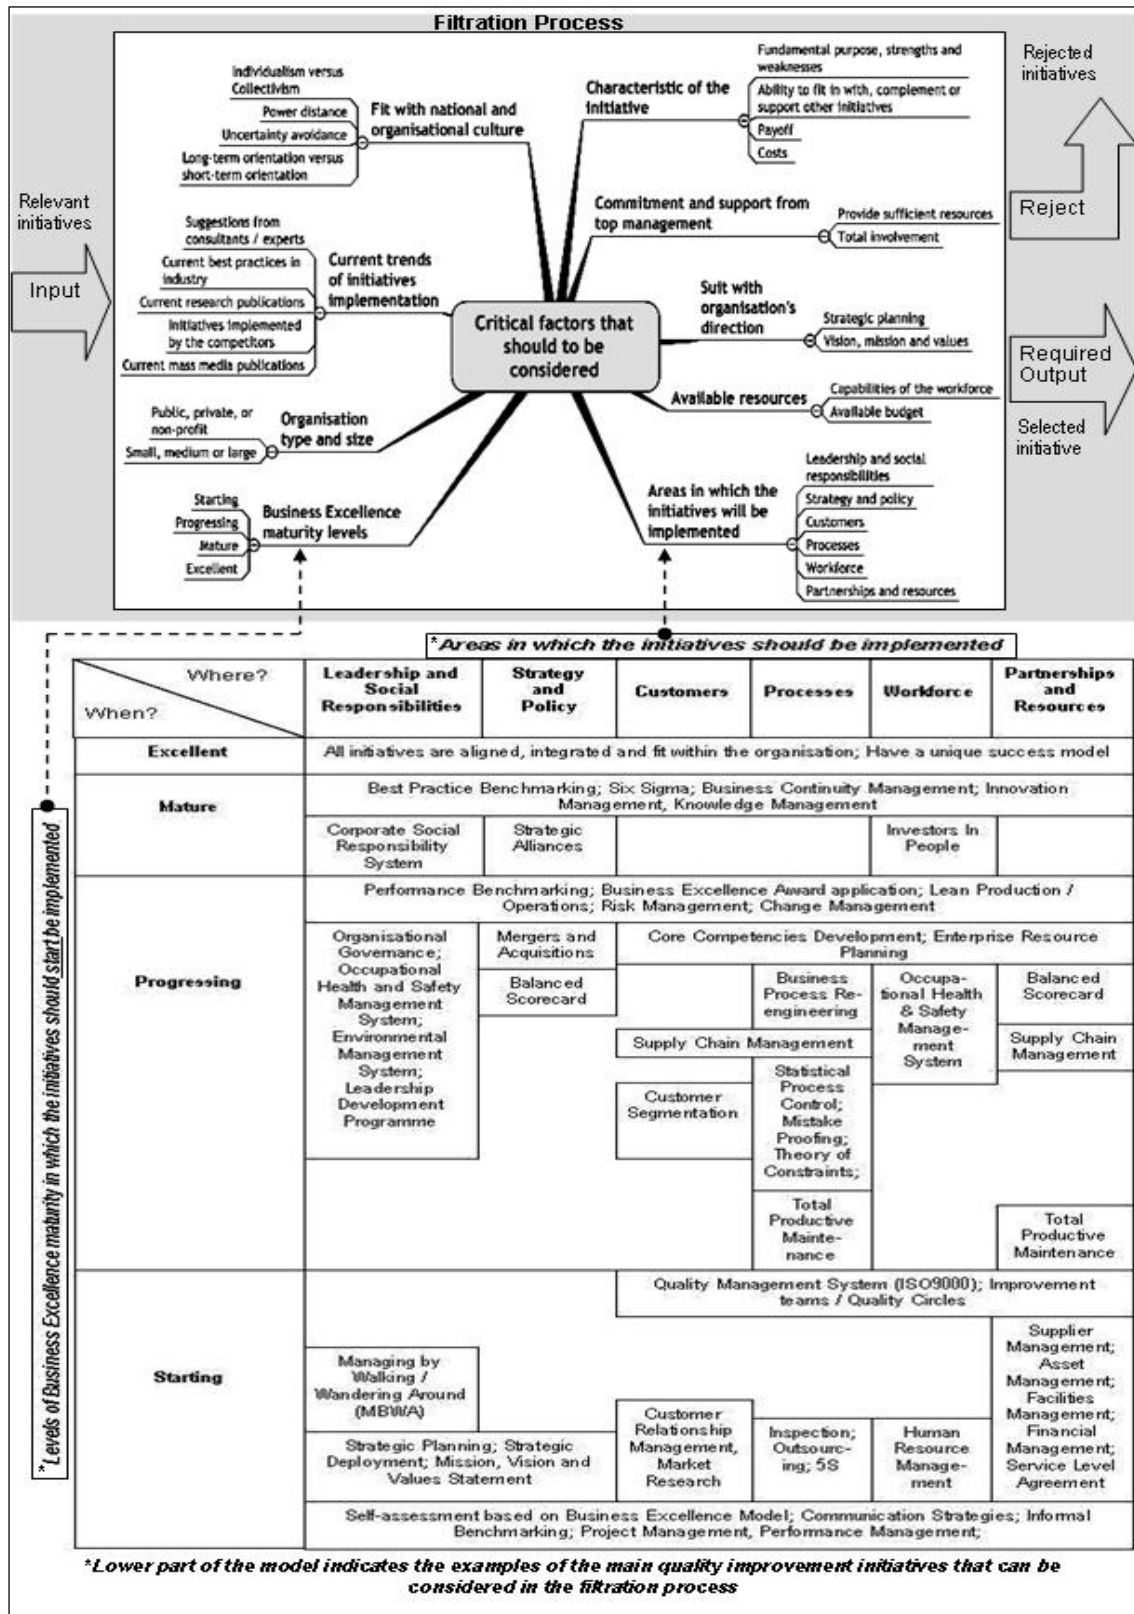 Filtration Process
Relevant
initiatives
Input
Individualism versus
Collectivism
Power distance
Uncertainty avoidance
Long-term orientation versus
short-term orientation
Fit with national and
organisational culture
Suggestions from
consultants / experts
Current best practices in
industry
Current research publications
Initiatives implemented
by the competitors
Current mass media publications
Current trends
of initiatives
implementation
Public, private, or
non-profit
Small, medium or large
Organisation
type and size
Starting
Progressing
Mature
Excellent
Business Excellence
maturity levels
Critical factors that
should to be
considered
Characteristic of the
initiative
Fundamental purpose, strengths and
weaknesses
Ability to fit in with, complement or
support other initiatives
Payoff
Costs
Commitment and support from
top management
Provide sufficient resources
Total involvement
Suit with
organisation's
direction
Strategic planning
Vision, mission and values
Available resources
Capabilities of the workforce
Available budget
Areas in which the
initiatives will be
implemented
Leadership and social
responsibilities
Strategy and policy
Customers
Processes
Workforce
Partnerships and resources
Rejected
initiatives
Reject
Required
Output
Selected
initiative
*Areas in which the initiatives should be implemented
*Levels of Business Excellence maturity in which the initiatives should start be implemented
Where?
When?
Leadership and
Social
Responsibilities
Strategy
and
Policy
Customers
Processes
Workforce
Partnerships
and
Resources
Excellent
All initiatives are aligned, integrated and fit within the organisation; Have a unique success model
Mature
Best Practice Benchmarking; Six Sigma; Business Continuity Management; Innovation
Management, Knowledge Management
Corporate Social
Responsibility
System
Strategic
Alliances
Investors In
People
Progressing
Performance Benchmarking; Business Excellence Award application; Lean Production /
Operations; Risk Management; Change Management
Organisational
Governance;
Occupational
Health and Safety
Management
System;
Environmental
Management
System;
Leadership
Development
Programme
Mergers and
Acquisitions
Balanced
Scorecard
Core Competencies Development; Enterprise Resource
Planning
Business
Process Re-
engineering
Occupa-
tional Health
& Safety
Manage-
ment
System
Balanced
Scorecard
Supply Chain Management
Supply Chain
Management
Customer
Segmentation
Statistical
Process
Control;
Mistake
Proofing;
Theory of
Constraints;
Total
Productive
Mainte-
nance
Total
Productive
Maintenance
Starting
Quality Management System (ISO9000); Improvement
teams / Quality Circles
Managing by
Walking /
Wandering Around
(MBWA)
Strategic Planning; Strategic
Deployment; Mission, Vision and
Values Statement
Customer
Relationship
Management,
Market
Research
Inspection;
Outsourc-
ing; 5S
Human
Resource
Manage-
ment
Supplier
Management;
Asset
Management;
Facilities
Management;
Financial
Management;
Service Level
Agreement
Self-assessment based on Business Excellence Model; Communication Strategies; Informal
Benchmarking; Project Management, Performance Management;
*Lower part of the model indicates the examples of the main quality improvement initiatives that can be
considered in the filtration process